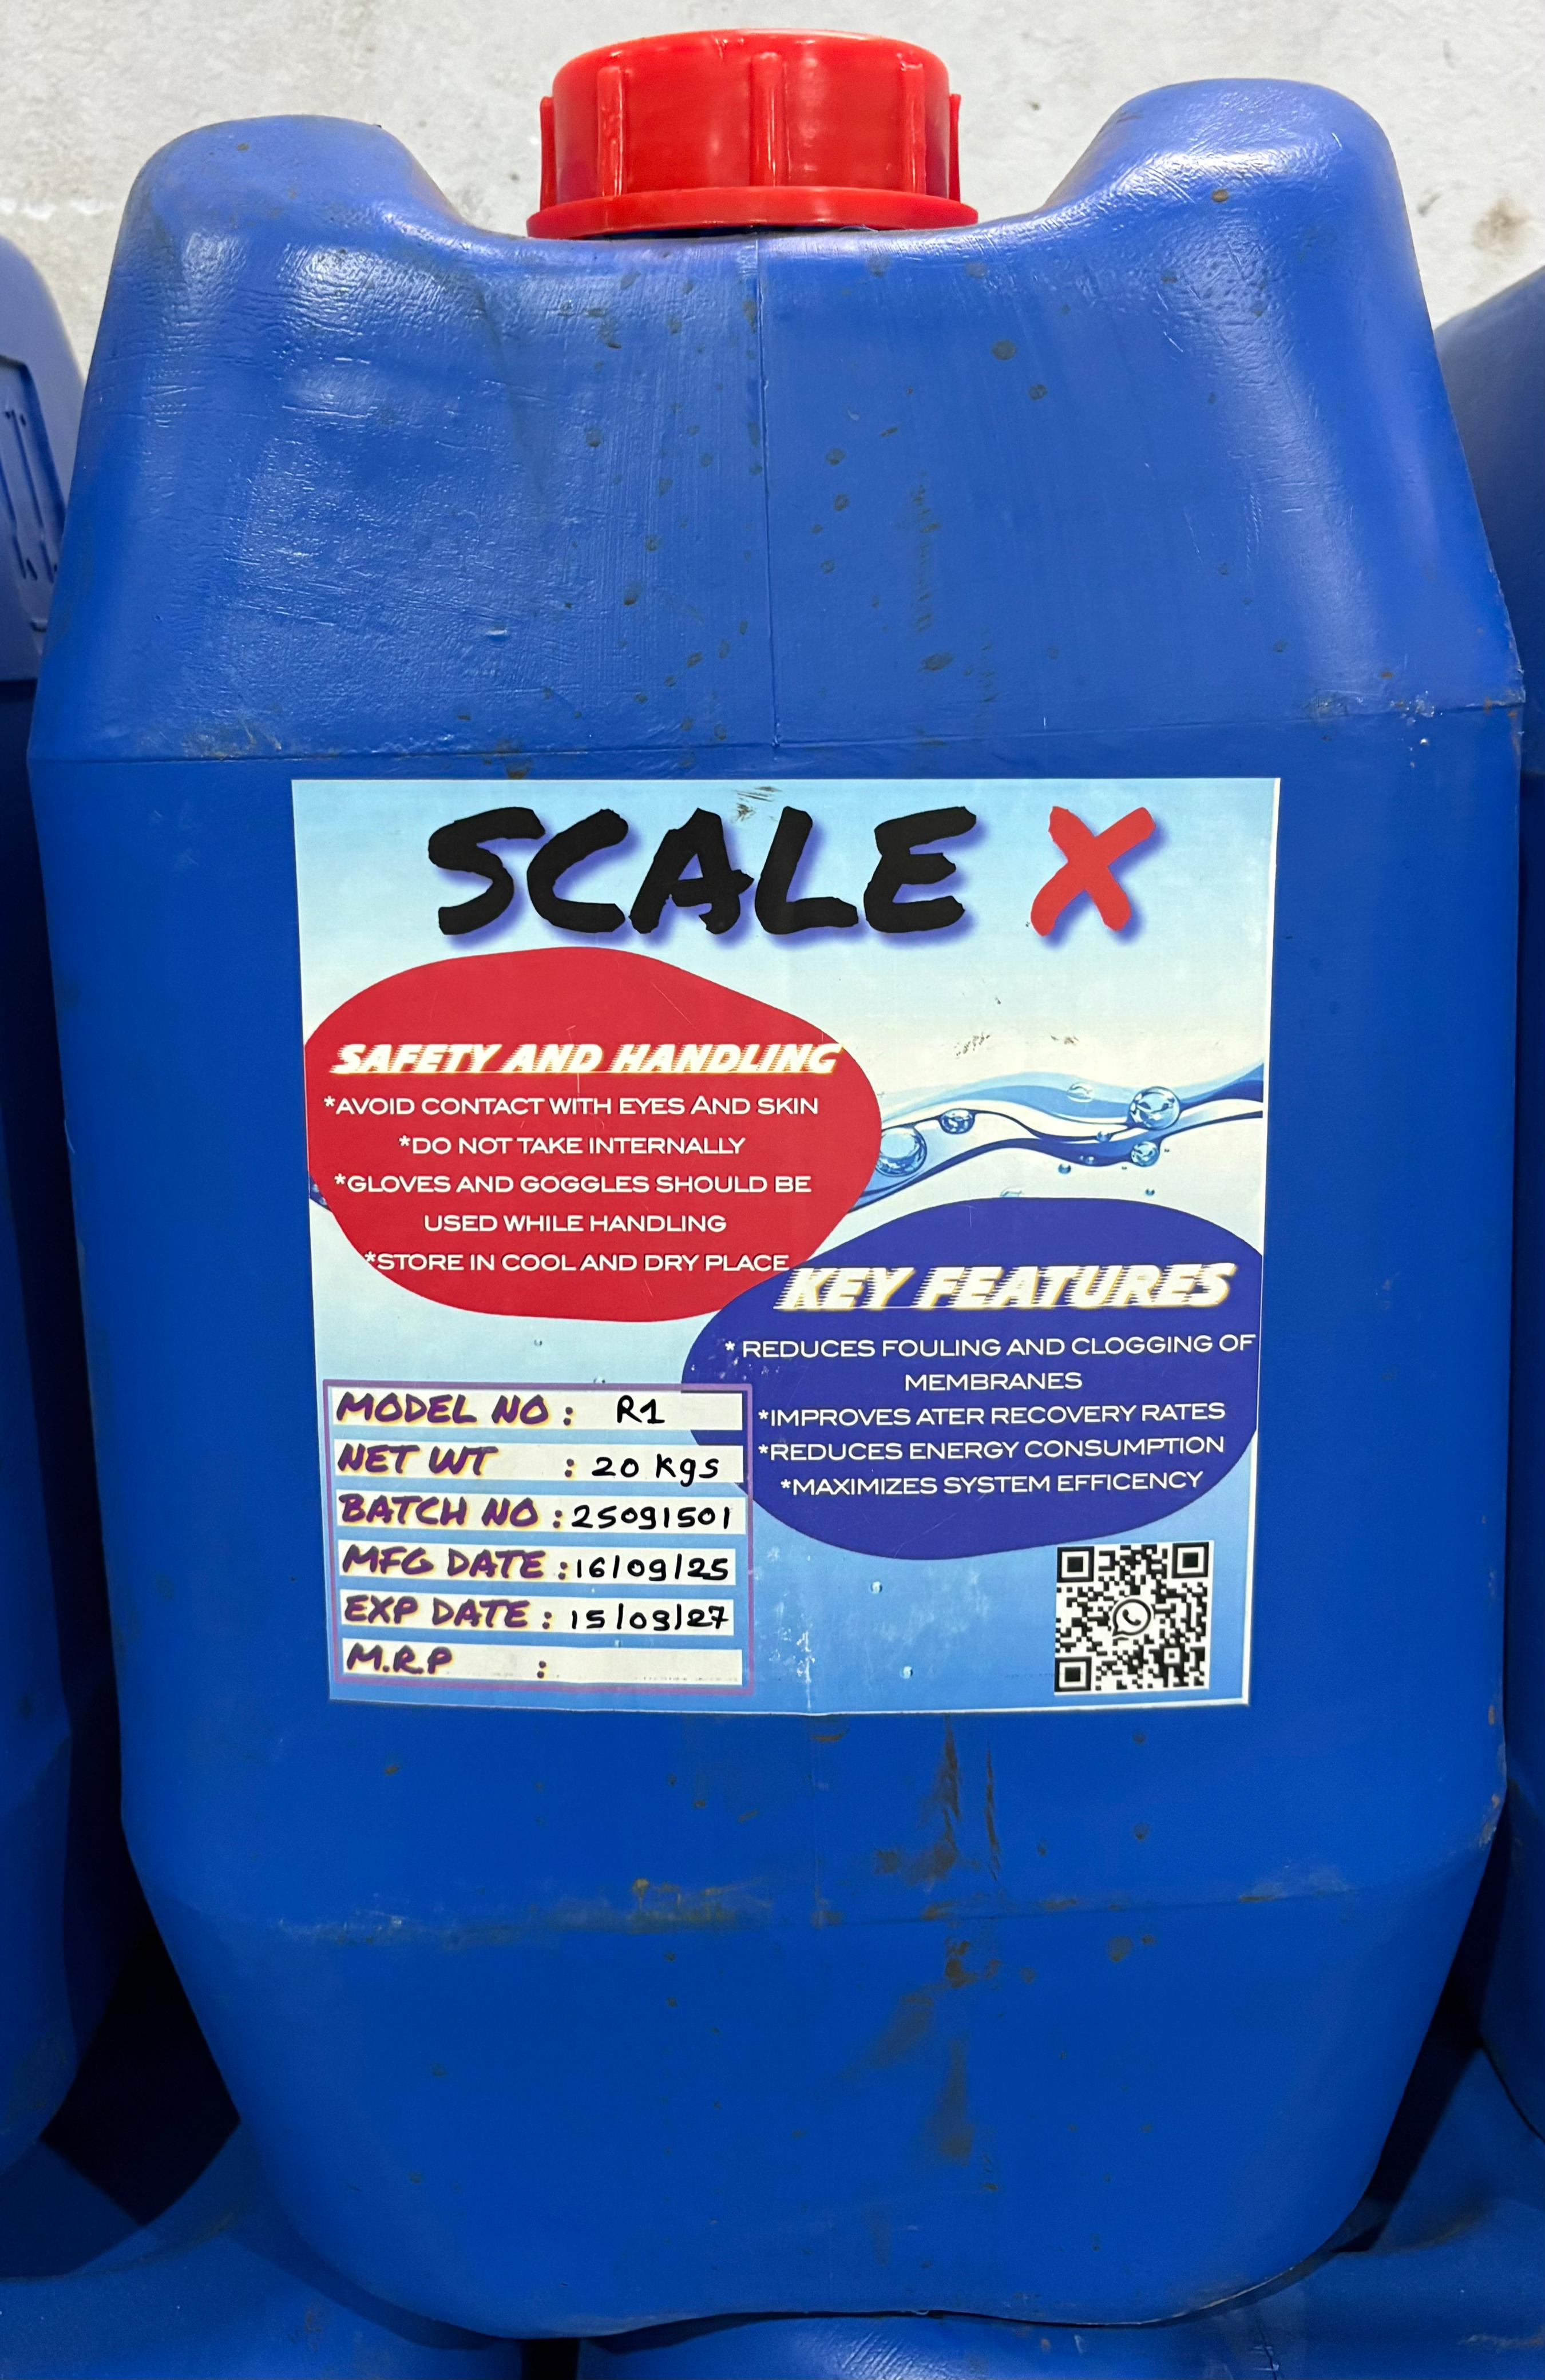 SCALE X
SAFETY AND HANDLING
*AVOID CONTACT WITH EYES AND SKIN
*DO NOT TAKE INTERNALLY
*GLOVES AND GOGGLES SHOULD BE
USED WHILE HANDLING
*STORE IN COOL AND DRY PLACE
KEY FEATURES
* REDUCES FOULING AND CLOGGING OF
MEMBRANES
*IMPROVES ATER RECOVERY RATES
*REDUCES ENERGY CONSUMPTION
*MAXIMIZES SYSTEM EFFICENCY
MODEL NO : R1
NET WT : 20 Kgs
BATCH NO : 25091501
MFG DATE : 16/09/25
EXP DATE : 15/09/27
M.R.P :